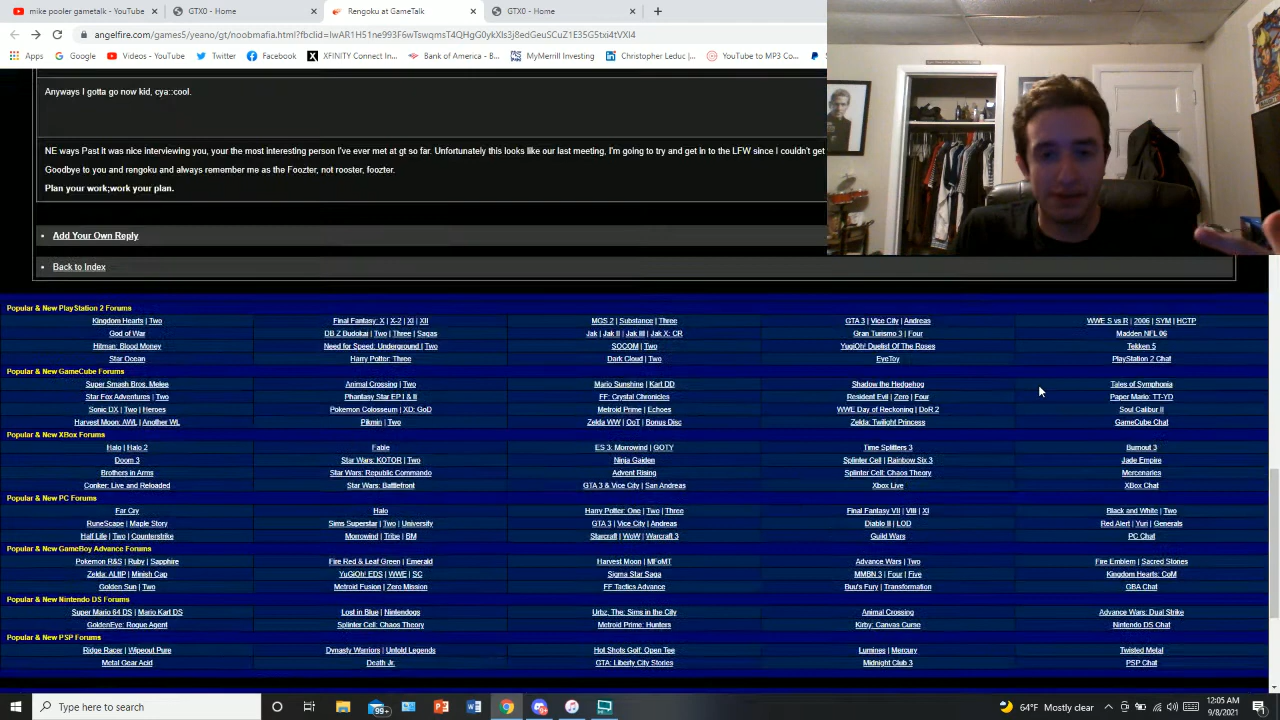 mike pooler gametalk - YouTube
GTX0 - Home
Rengoku at GameTalk
GTX0 - Home
angelfire.com/games5/yeano/gt/noobmafia.html?fbclid=IwAR1H51ne993F6wTswqmsT4QHgG0ykXIs3j8edGeuSCuZ1E35G5txi4tVXI4
Apps
Google
Videos - YouTube
Twitter
Facebook
XFINITY Connect In...
Bank of America - B...
MyMerrill Investing
Christopher Leduc |...
YouTube to MP3 Co...
Anyways I gotta go now kid, cya::cool.
NE ways Past it was nice interviewing you, your the most interesting person I've ever met at gt so far. Unfortunately this looks like our last meeting, I'm going to try and get in to the LFW since I couldn't get
Goodbye to you and rengoku and always remember me as the Foozter, not rooster, foozter.
Plan your work;work your plan.
Add Your Own Reply
Back to Index
Popular & New PlayStation 2 Forums
Kingdom Hearts | Two Final Fantasy: X | X-2 | XI | XII MGS 2 | Substance | Three GTA 3 | Vice City | Andreas WWE S vs R | 2006 | SYM | HCTP
God of War DB Z Budokai | Two | Three | Sagas Jak | Jak II | Jak III | Jak X: CR Gran Turismo 3 | Four Madden NFL 06
Hitman: Blood Money Need for Speed: Underground | Two SOCOM | Two YugiOh! Duelist Of The Roses Tekken 5
Star Ocean Harry Potter: Three Dark Cloud | Two EyeToy PlayStation 2 Chat
Popular & New GameCube Forums
Super Smash Bros. Melee Animal Crossing | Two Mario Sunshine | Kart DD Shadow the Hedgehog Tales of Symphonia
Star Fox Adventures | Two Phantasy Star EP I & II FF: Crystal Chronicles Resident Evil | Zero | Four Paper Mario: TT-YD
Sonic DX | Two | Heroes Pokemon Colosseum | XD: GoD Metroid Prime | Echoes WWE Day of Reckoning | DoR 2 Soul Calibur II
Harvest Moon: AWL | Another WL Pikmin | Two Zelda WW | OoT | Bonus Disc Zelda: Twilight Princess GameCube Chat
Popular & New XBox Forums
Halo | Halo 2 Fable ES 3: Morrowind | GOTY Time Splitters 3 Burnout 3
Doom 3 Star Wars: KOTOR | Two Ninja Gaiden Splinter Cell | Rainbow Six 3 Jade Empire
Brothers in Arms Star Wars: Republic Commando Advent Rising Splinter Cell: Chaos Theory Mercenaries
Conker: Live and Reloaded Star Wars: Battlefront GTA 3 & Vice City | San Andreas Xbox Live XBox Chat
Popular & New PC Forums
Far Cry Halo Harry Potter: One | Two | Three Final Fantasy VII | VIII | XI Black and White | Two
RuneScape | Maple Story Sims Superstar | Two | University GTA 3 | Vice City | Andreas Diablo II | LOD Red Alert | Yuri | Generals
Half Life | Two | Counterstrike Morrowind | Tribe | BM Starcraft | WoW | Warcraft 3 Guild Wars PC Chat
Popular & New GameBoy Advance Forums
Pokemon R&S | Ruby | Sapphire Fire Red & Leaf Green | Emerald Harvest Moon | MFoMT Advance Wars | Two Fire Emblem | Sacred Stones
Zelda: ALttP | Minish Cap YuGiOh! EDS | WWE | SC Sigma Star Saga MMBN 3 | Four | Five Kingdom Hearts: CoM
Golden Sun | Two Metroid Fusion | Zero Mission FF Tactics Advance Buu's Fury | Transformation GBA Chat
Popular & New Nintendo DS Forums
Super Mario 64 DS | Mario Kart DS Lost in Blue | Nintendogs Urbz, The: Sims in the City Animal Crossing Advance Wars: Dual Strike
GoldenEye: Rogue Agent Splinter Cell: Chaos Theory Metroid Prime: Hunters Kirby: Canvas Curse Nintendo DS Chat
Popular & New PSP Forums
Ridge Racer | Wipeout Pure Dynasty Warriors | Untold Legends Hot Shots Golf: Open Tee Lumines | Mercury Twisted Metal
Metal Gear Acid Death Jr. GTA: Liberty City Stories Midnight Club 3 PSP Chat
Type here to search
99+
64°F Mostly clear
12:05 AM
9/8/2021